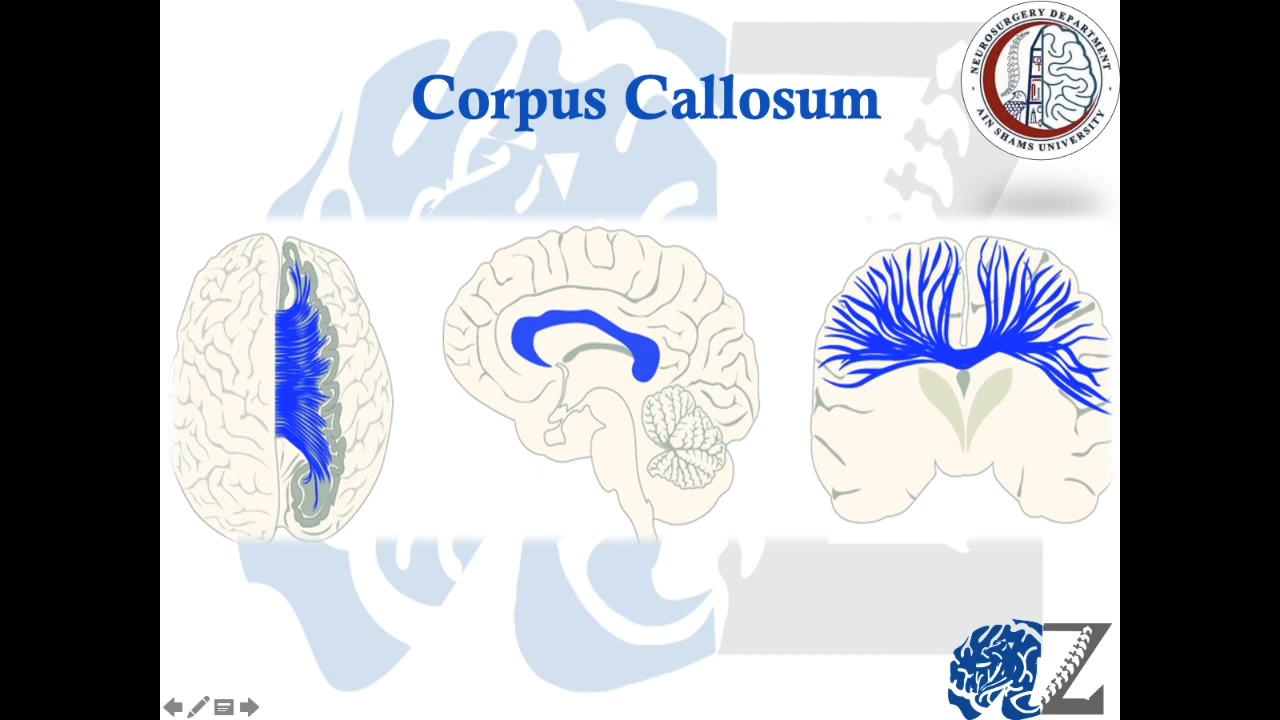 Corpus Callosum
NEUROSURGERY DEPARTMENT
AIN SHAMS UNIVERSITY
Z